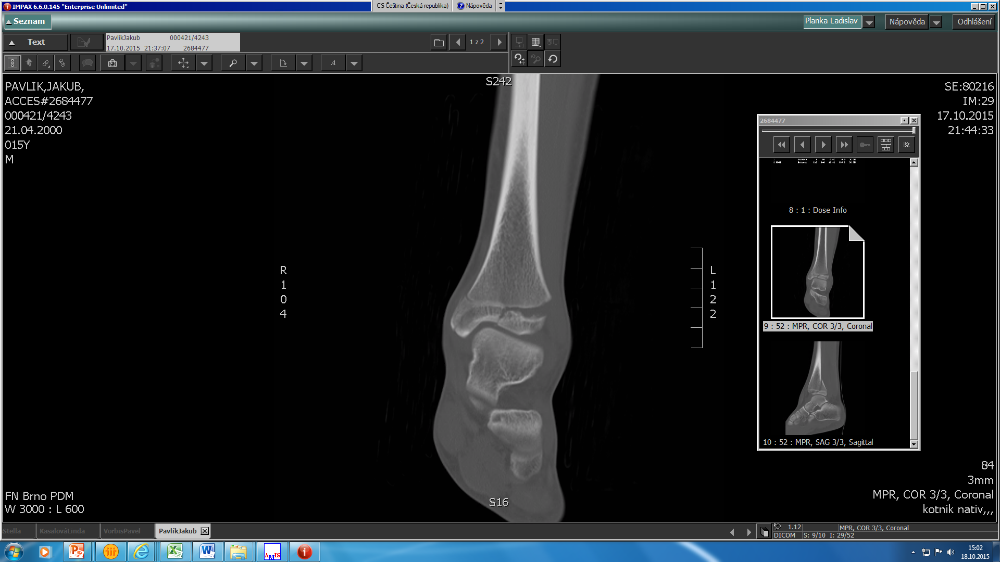 IMPAX 6.6.0.145 "Enterprise Unlimited"
CS Čeština (Česká republika)
Nápověda
Seznam
Planka Ladislav
Nápověda
Odhlášení
Text
PavlíkJakub 000421/4243
17.10.2015 21:37:07 2684477
1 z 2
A
PAVLIK,JAKUB,
ACCES#2684477
000421/4243
21.04.2000
015Y
M
S242
SE:80216
IM:29
17.10.2015
21:44:33
R
1
0
4
L
1
2
2
2684477
8 : 1 : Dose Info
9 : 52 : MPR, COR 3/3, Coronal
10 : 52 : MPR, SAG 3/3, Sagittal
84
3mm
MPR, COR 3/3, Coronal
kotnik nativ,,,
FN Brno PDM
W 3000 : L 600
S16
Stella
KasalováLinda
VorbisPavel
PavlíkJakub
1.12
MPR, COR 3/3, Coronal
DICOM
S: 9/10 I: 29/52
AMIS
15:02
18.10.2015